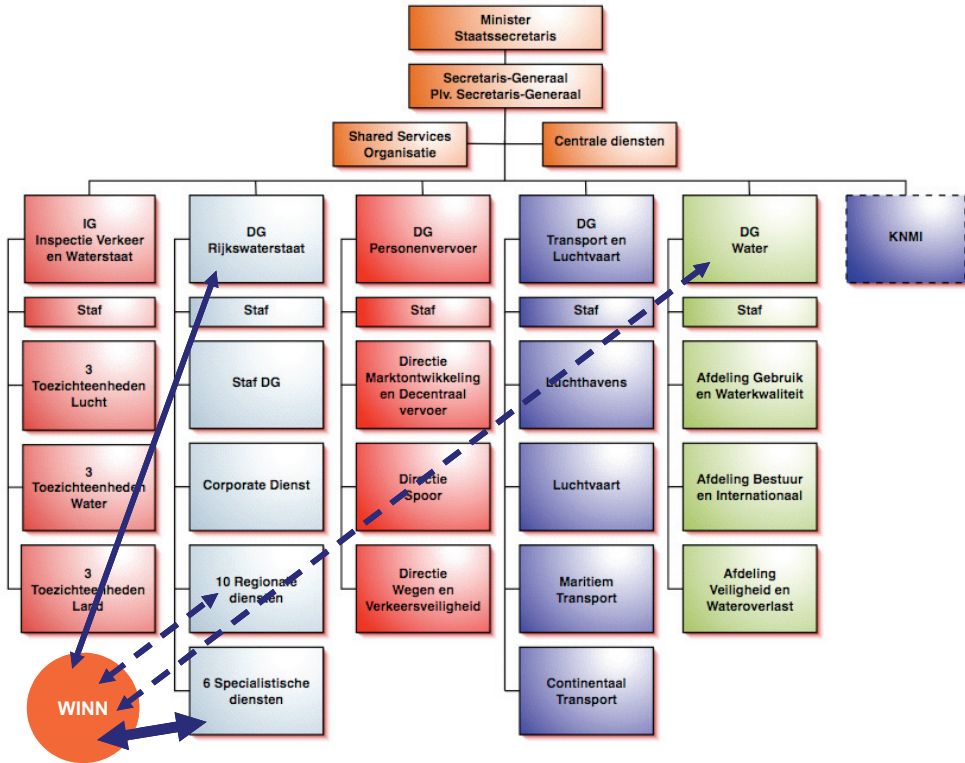 Minister
Staatssecretaris
Secretaris-Generaal
Plv. Secretaris-Generaal
Shared Services
Organisatie
Centrale diensten
IG
Inspectie Verkeer
en Waterstaat
Staf
3
Toezichteenheden
Lucht
3
Toezichteenheden
Water
3
Toezichteenheden
Land
DG
Rijkswaterstaat
Staf
Staf DG
Corporate Dienst
10 Regionale
diensten
6 Specialistische
diensten
DG
Personenvervoer
Staf
Directie
Marktontwikkeling
en Decentraal
vervoer
Directie
Spoor
Directie
Wegen en
Verkeersveiligheid
DG
Transport en
Luchtvaart
Staf
Luchthavens
Luchtvaart
Maritiem
Transport
Continentaal
Transport
DG
Water
Staf
Afdeling Gebruik
en Waterkwaliteit
Afdeling Bestuur
en Internationaal
Afdeling
Veiligheid en
Wateroverlast
KNMI
WINN